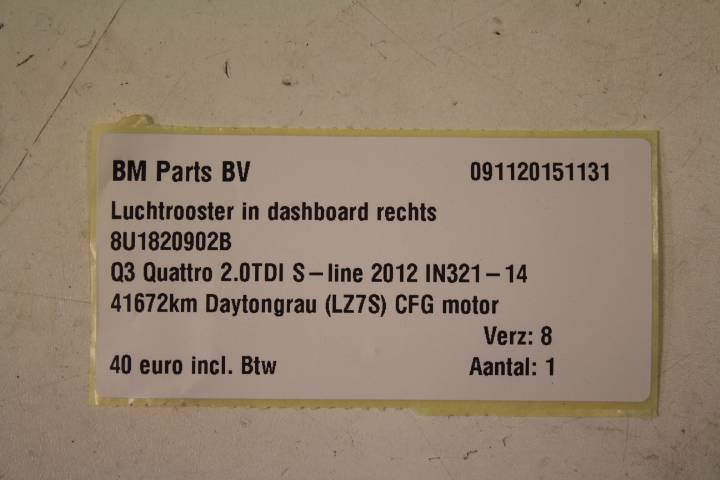 BM Parts BV 091120151131
Luchtrooster in dashboard rechts
8U1820902B
Q3 Quattro 2.0TDI S-line 2012 IN321-14
41672km Daytongrau (LZ7S) CFG motor
Verz: 8
40 euro incl. Btw Aantal: 1